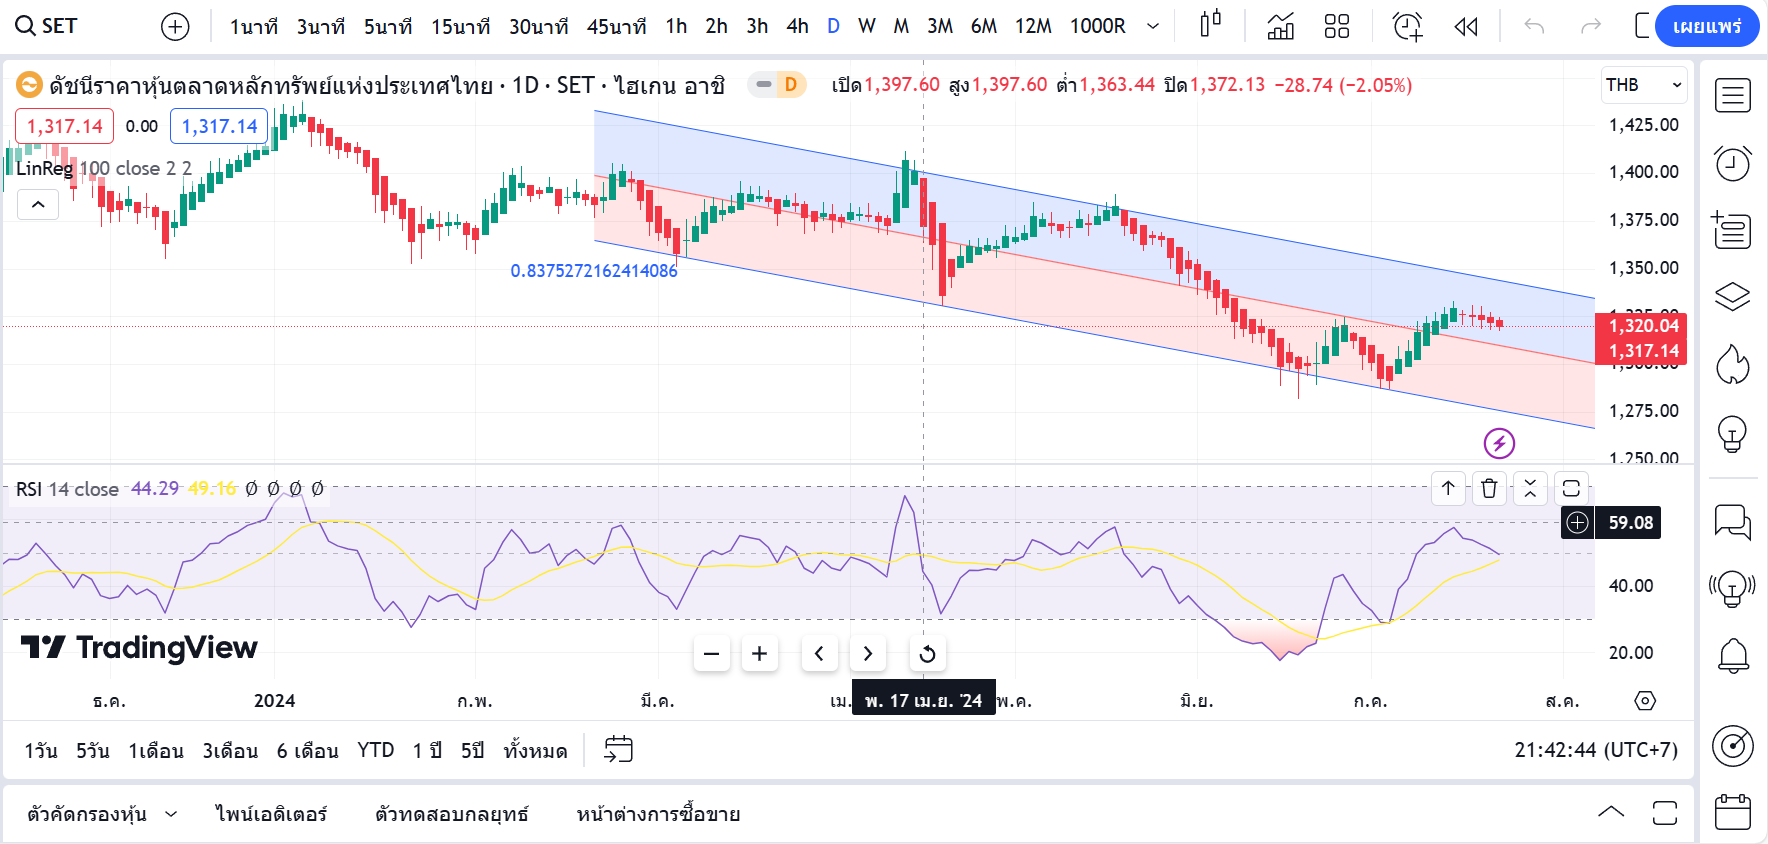 SET 1นาที 3นาที 5นาที 15นาที 30นาที 45นาที 1h 2h 3h 4h D W M 3M 6M 12M 1000R เผยแพร่
ดัชนีราคาหุ้นตลาดหลักทรัพย์แห่งประเทศไทย · 1D · SET · ไฮเกน อาชิ D เปิด1,397.60 สูง1,397.60 ต่ำ1,363.44 ปิด1,372.13 −28.74 (−2.05%) THB
1,317.14 0.00 1,317.14 1,425.00
LinReg 100 close 2 2 1,400.00
1,375.00
0.8375272162414086 1,350.00
1,320.04
1,317.14
1,275.00
1,250.00
RSI 14 close 44.29 49.16 Ø Ø Ø Ø
59.08
40.00
TradingView 20.00
ธ.ค. 2024 ก.พ. มี.ค. เม. พ. 17 เม.ย. '24 พ.ค. มิ.ย. ก.ค. ส.ค.
1วัน 5วัน 1เดือน 3เดือน 6 เดือน YTD 1 ปี 5ปี ทั้งหมด 21:42:44 (UTC+7)
ตัวคัดกรองหุ้น ไพน์เอดิเตอร์ ตัวทดสอบกลยุทธ์ หน้าต่างการซื้อขาย